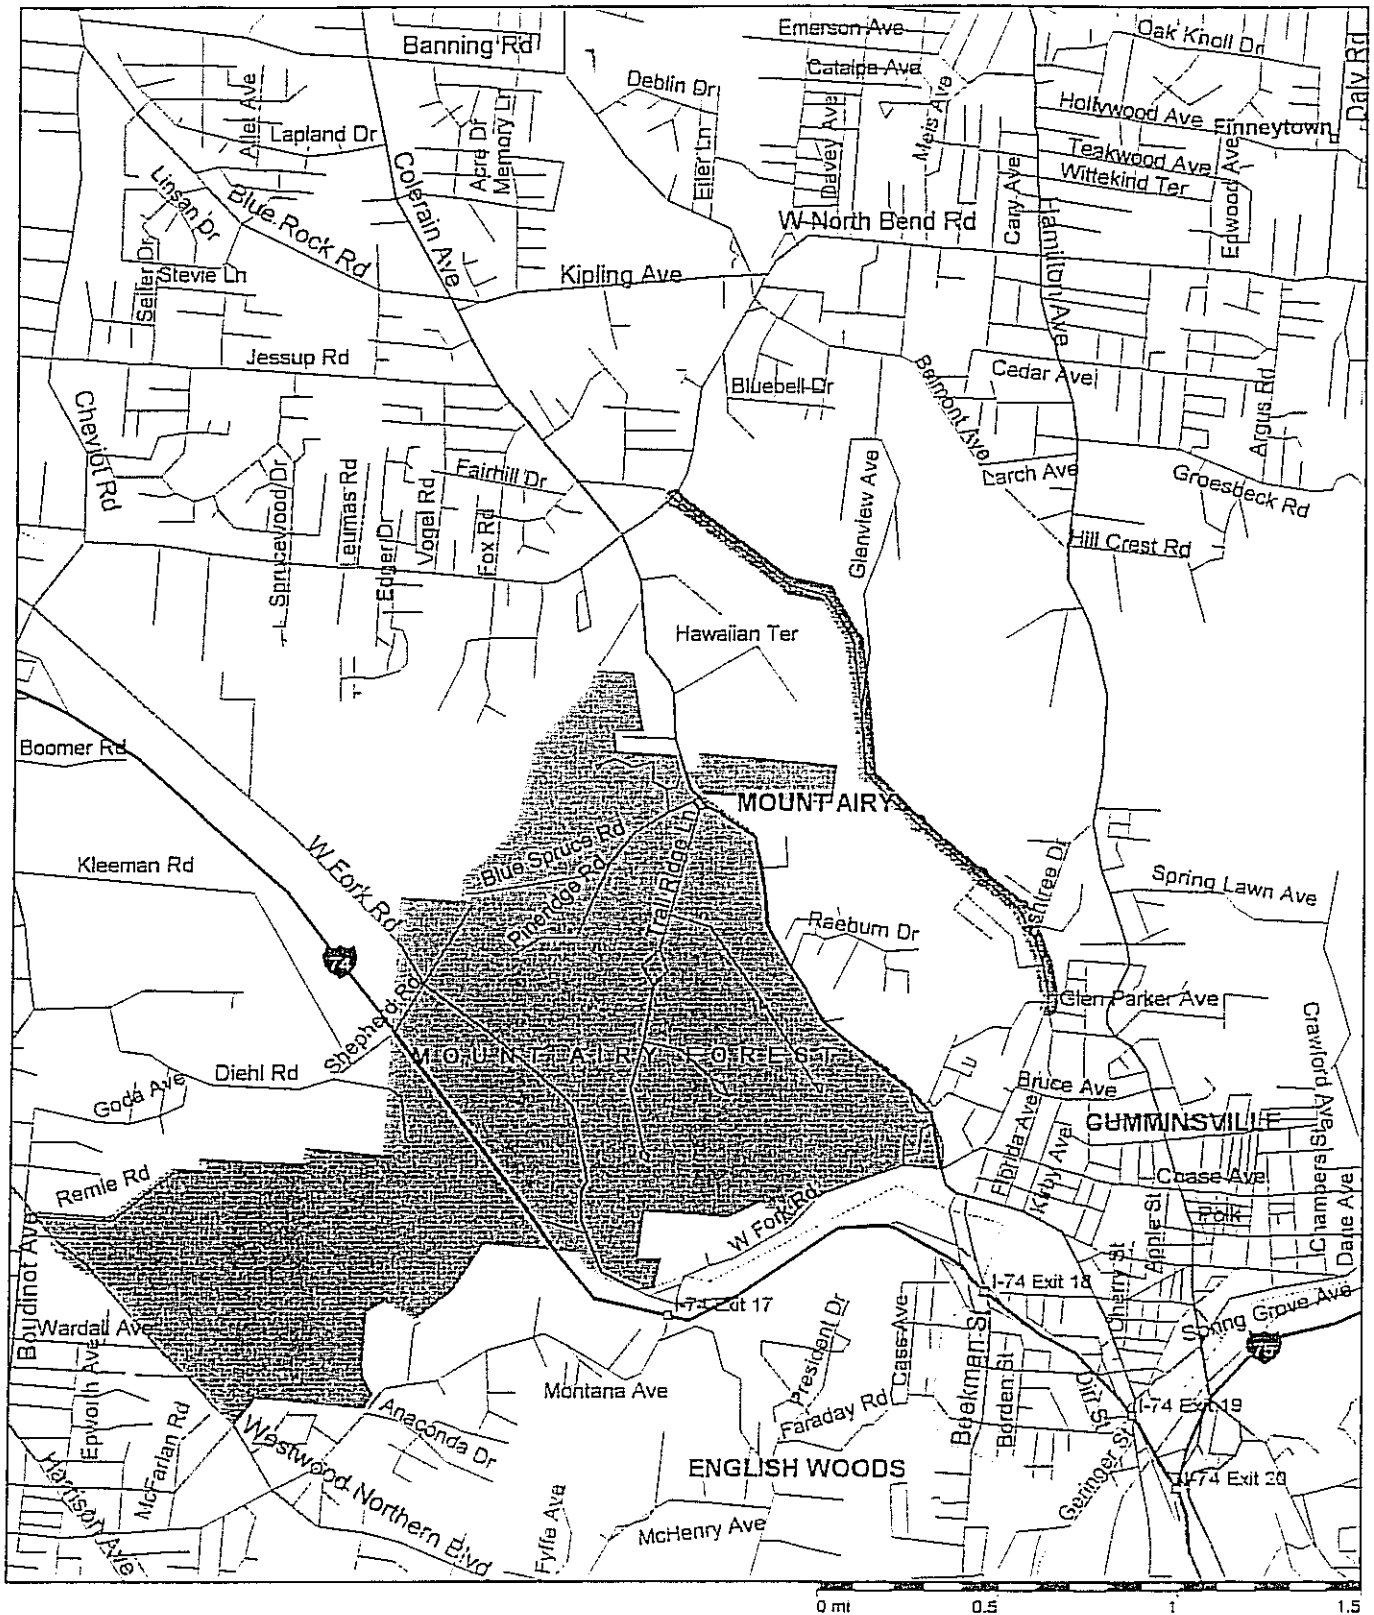 Emerson Ave
Oak Knoll Dr
Daly Rd
Banning Rd
Catalpa Ave
Deblin Dr
Allet Ave
Meis Ave
Hollywood Ave
Finneytown
Lapland Dr
Acre Dr
Memory Ln
Davey Ave
Teakwood Ave
Wittekind Ter
Eiler Ln
Cary Ave
Epwood Ave
Linsan Dr
Blue Rock Rd
Colerain Ave
W North Bend Rd
Hamilton Ave
Seiler Dr
Stevie Ln
Kipling Ave
Jessup Rd
Bluebell Dr
Belmont Ave
Cedar Ave
Argus Rd
Cheviot Rd
Sprucewood Dr
Leumas Rd
Edger Dr
Vogel Rd
Fairhill Dr
Fox Rd
Glenview Ave
Larch Ave
Groesbeck Rd
Hill Crest Rd
Hawaiian Ter
Boomer Rd
MOUNT AIRY
Kleeman Rd
W Fork Rd
Blue Spruce Rd
Pineridge Rd
Trail Ridge Ln
Ashtree Dr
Spring Lawn Ave
Raeburn Dr
74
Shepherd Rd
Glen Parker Ave
Crawford Ave
MOUNT AIRY FOREST
Diehl Rd
Goda Ave
Bruce Ave
Florida Ave
Kirby Ave
CUMMINSVILLE
Chase Ave
Chambers St
Dane Ave
Remle Rd
W Fork Rd
Apple St
Boudinot Ave
I-74 Exit 17
I-74 Exit 18
Cherry St
Spring Grove Ave
75
Wardall Ave
Epworth Ave
President Dr
Cass Ave
Beekman St
Borden St
Montana Ave
Faraday Rd
I-74 Exit 19
McFarlan Rd
Anaconda Dr
Westwood Northern Blvd
ENGLISH WOODS
Geringer St
I-74 Exit 20
Harrison Ave
Fyffe Ave
McHenry Ave
0 mi 0.5 1 1.5